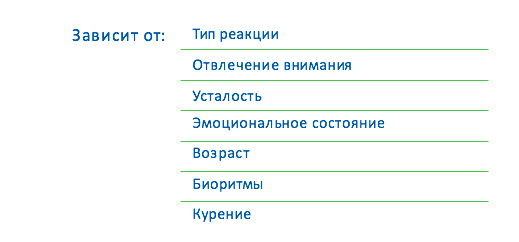 Зависит от: Тип реакции
Отвлечение внимания
Усталость
Эмоциональное состояние
Возраст
Биоритмы
Курение